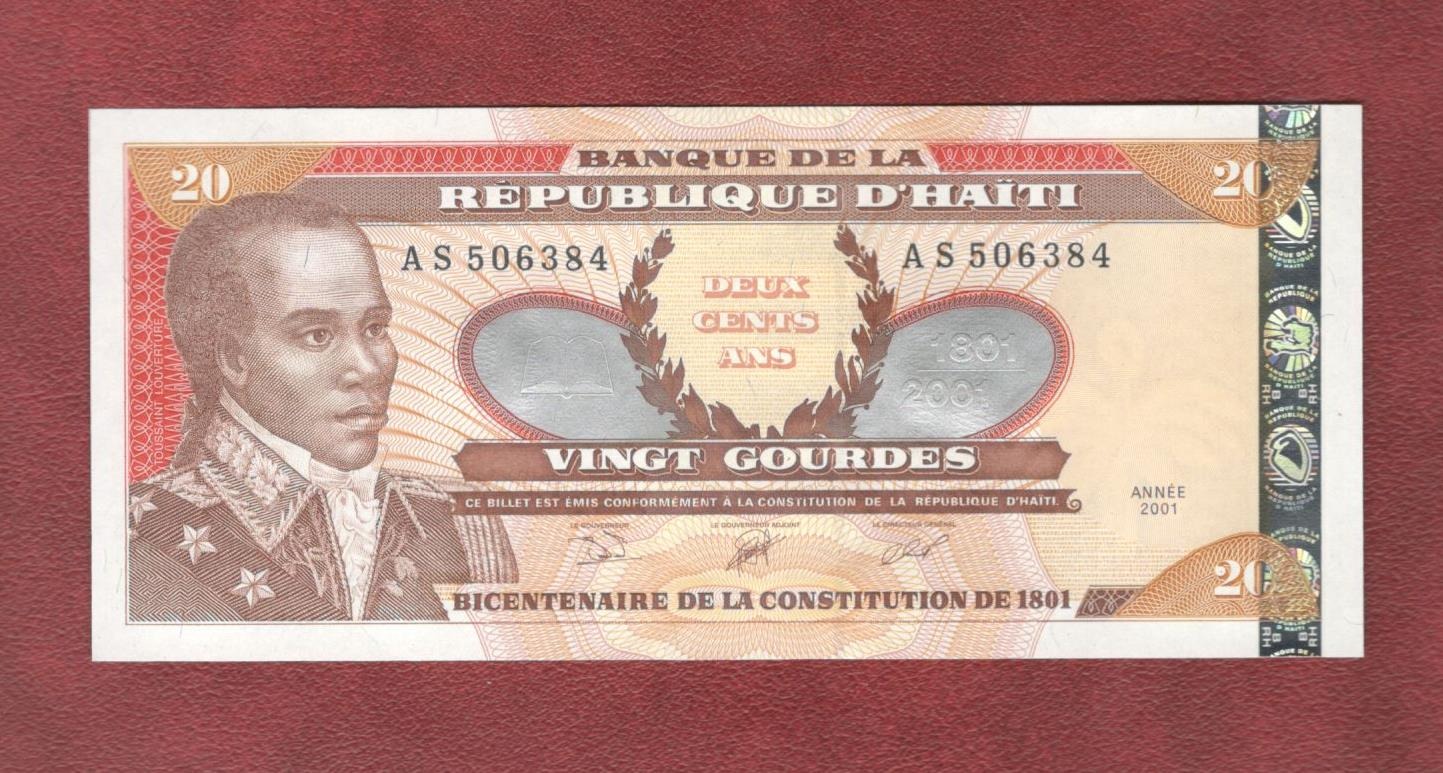 BANQUE DE LA
RÉPUBLIQUE D'HAÏTI
20
20
AS 506384
AS 506384
DEUX
CENTS
ANS
1801
2001
TOUSSAINT LOUVERTURE
VINGT GOURDES
CE BILLET EST ÉMIS CONFORMÉMENT À LA CONSTITUTION DE LA RÉPUBLIQUE D'HAÏTI.
ANNÉE
2001
LE GOUVERNEUR
LE GOUVERNEUR ADJOINT
LE DIRECTEUR GÉNÉRAL
20
BICENTENAIRE DE LA CONSTITUTION DE 1801
BANQUE DE LA
RÉPUBLIQUE
D'HAITI
BRH